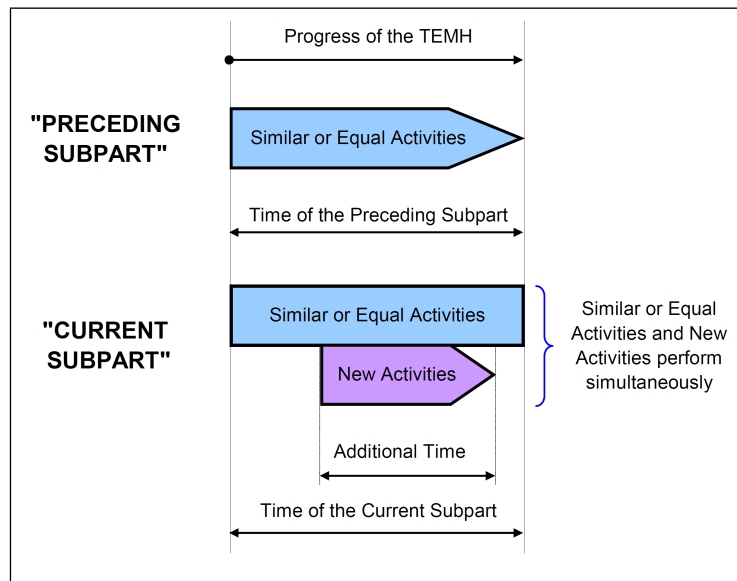 Progress of the TEMH
"PRECEDING
SUBPART"
Similar or Equal Activities
Time of the Preceding Subpart
"CURRENT
SUBPART"
Similar or Equal Activities
New Activities
Similar or Equal
Activities and New
Activities perform
simultaneously
Additional Time
Time of the Current Subpart